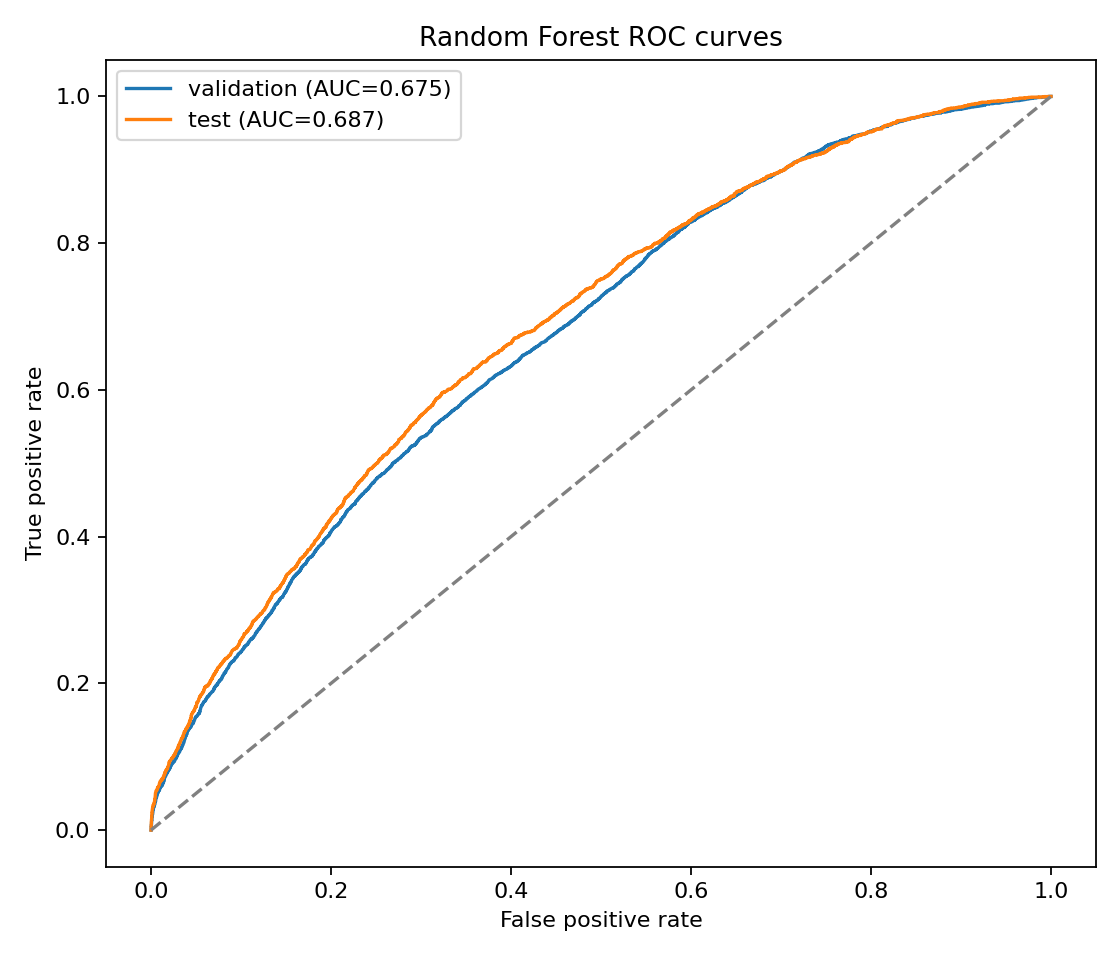 Random Forest ROC curves
validation (AUC=0.675)
test (AUC=0.687)
1.0
0.8
0.6
0.4
0.2
0.0
True positive rate
0.0 0.2 0.4 0.6 0.8 1.0
False positive rate